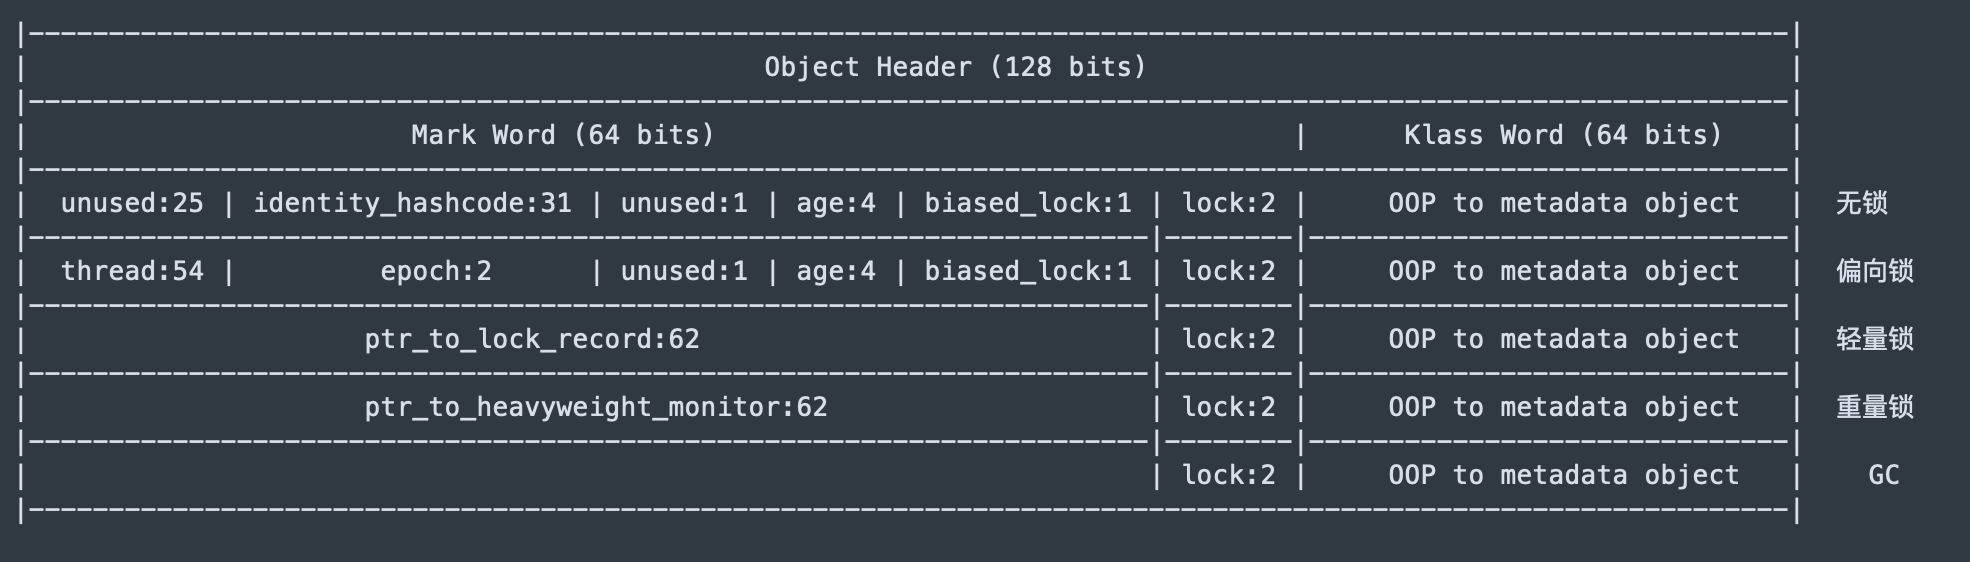 Object Header (128 bits)
Mark Word (64 bits) | Klass Word (64 bits)
unused:25 | identity_hashcode:31 | unused:1 | age:4 | biased_lock:1 | lock:2 | OOP to metadata object | 无锁
thread:54 | epoch:2 | unused:1 | age:4 | biased_lock:1 | lock:2 | OOP to metadata object | 偏向锁
ptr_to_lock_record:62 | lock:2 | OOP to metadata object | 轻量锁
ptr_to_heavyweight_monitor:62 | lock:2 | OOP to metadata object | 重量锁
| lock:2 | OOP to metadata object | GC